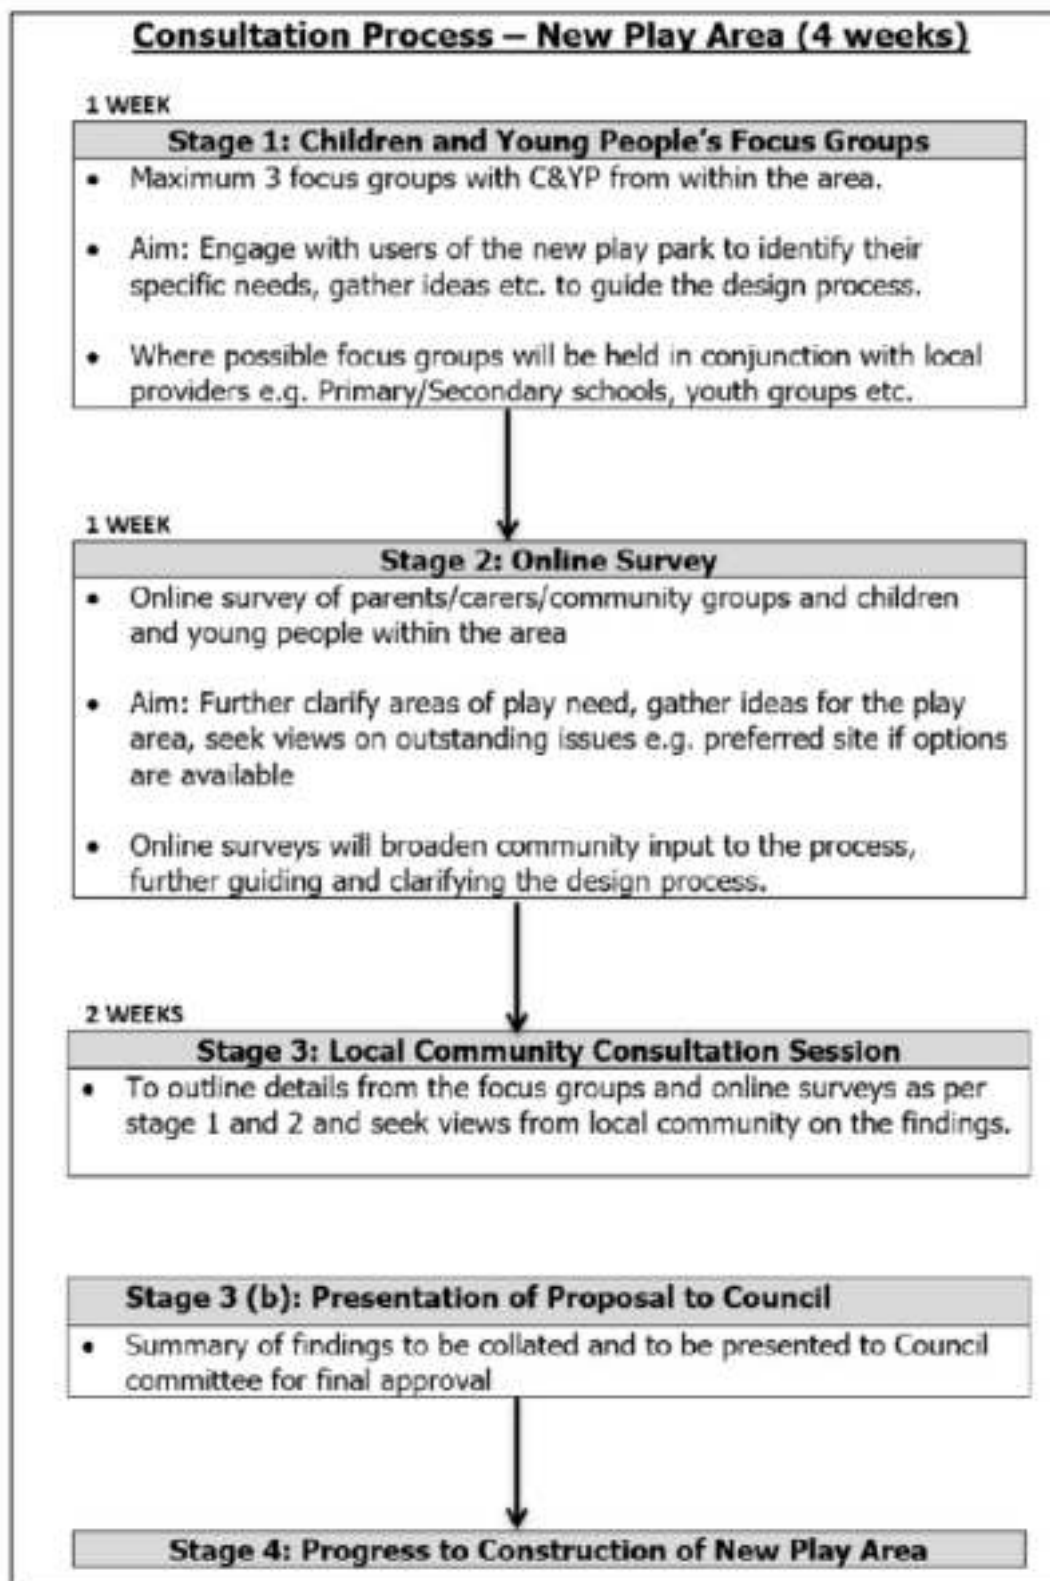 Consultation Process – New Play Area (4 weeks)
1 WEEK
Stage 1: Children and Young People's Focus Groups
• Maximum 3 focus groups with C&YP from within the area.
• Aim: Engage with users of the new play park to identify their
specific needs, gather ideas etc. to guide the design process.
• Where possible focus groups will be held in conjunction with local
providers e.g. Primary/Secondary schools, youth groups etc.
1 WEEK
Stage 2: Online Survey
• Online survey of parents/carers/community groups and children
and young people within the area
• Aim: Further clarify areas of play need, gather ideas for the play
area, seek views on outstanding issues e.g. preferred site if options
are available
• Online surveys will broaden community input to the process,
further guiding and clarifying the design process.
2 WEEKS
Stage 3: Local Community Consultation Session
• To outline details from the focus groups and online surveys as per
stage 1 and 2 and seek views from local community on the findings.
Stage 3 (b): Presentation of Proposal to Council
• Summary of findings to be collated and to be presented to Council
committee for final approval
Stage 4: Progress to Construction of New Play Area